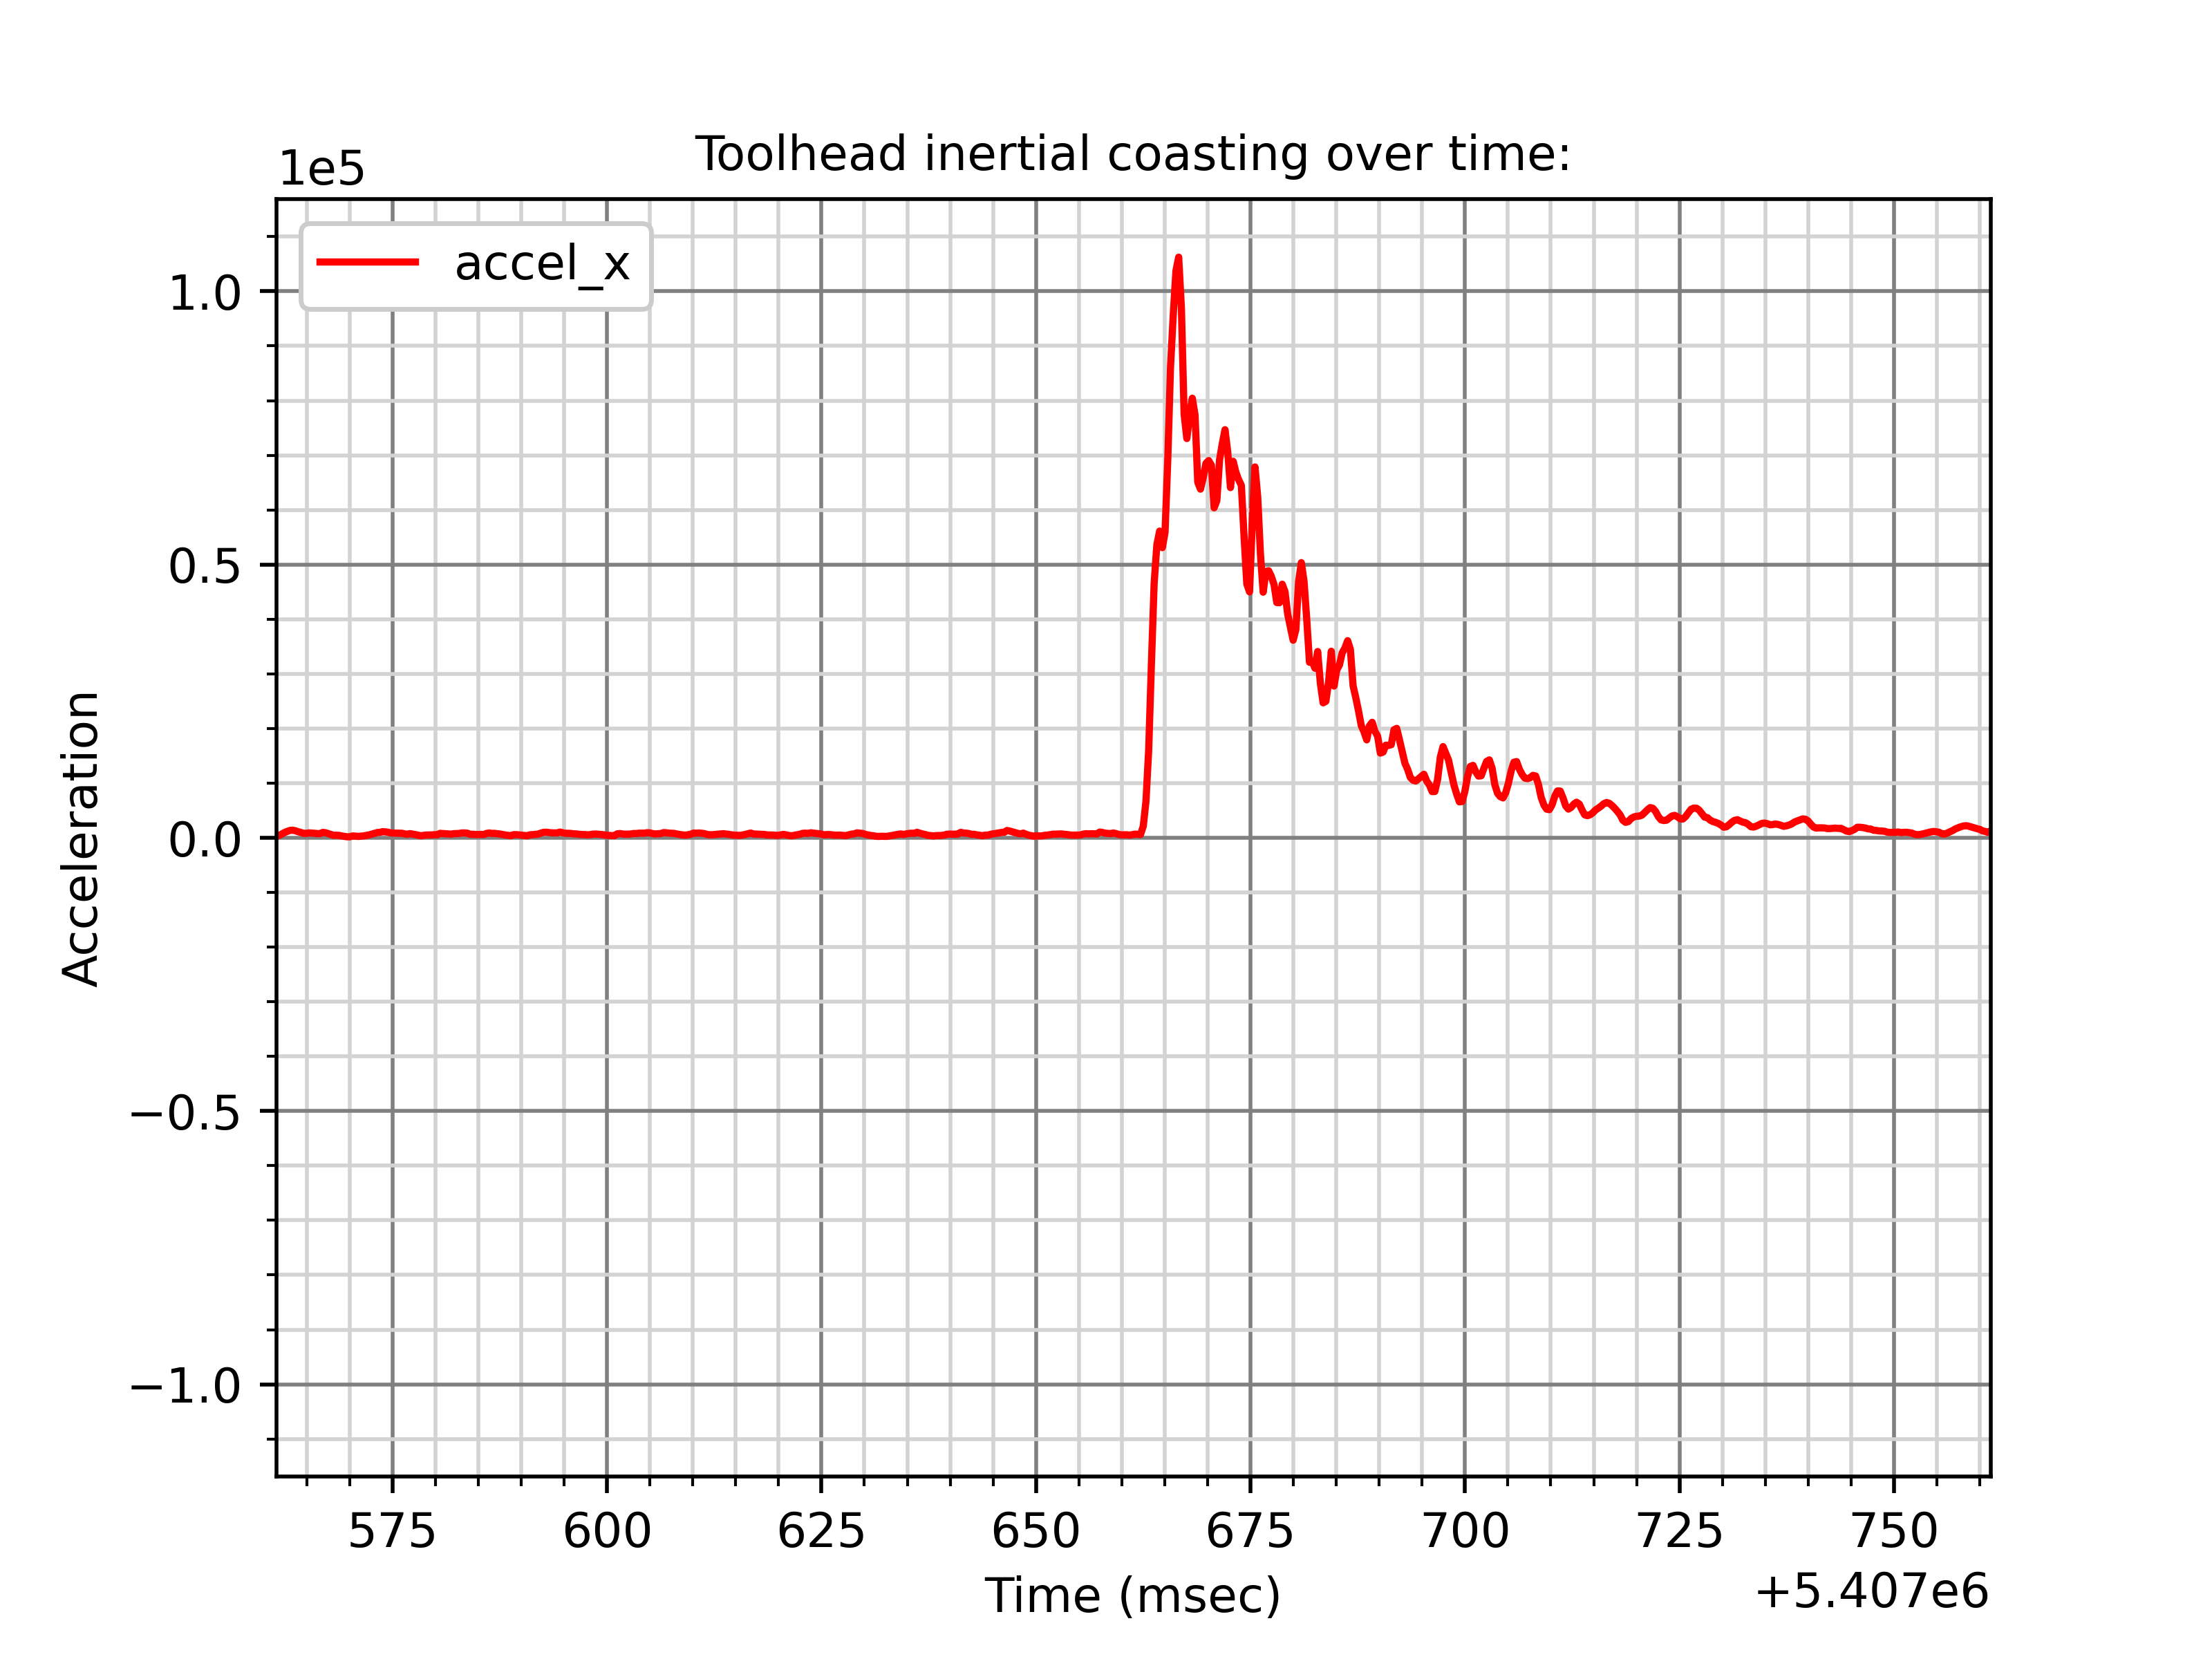 Toolhead inertial coasting over time:
1e5
accel_x
1.0
0.5
0.0
−0.5
−1.0
Acceleration
575 600 625 650 675 700 725 750
Time (msec)
+5.407e6